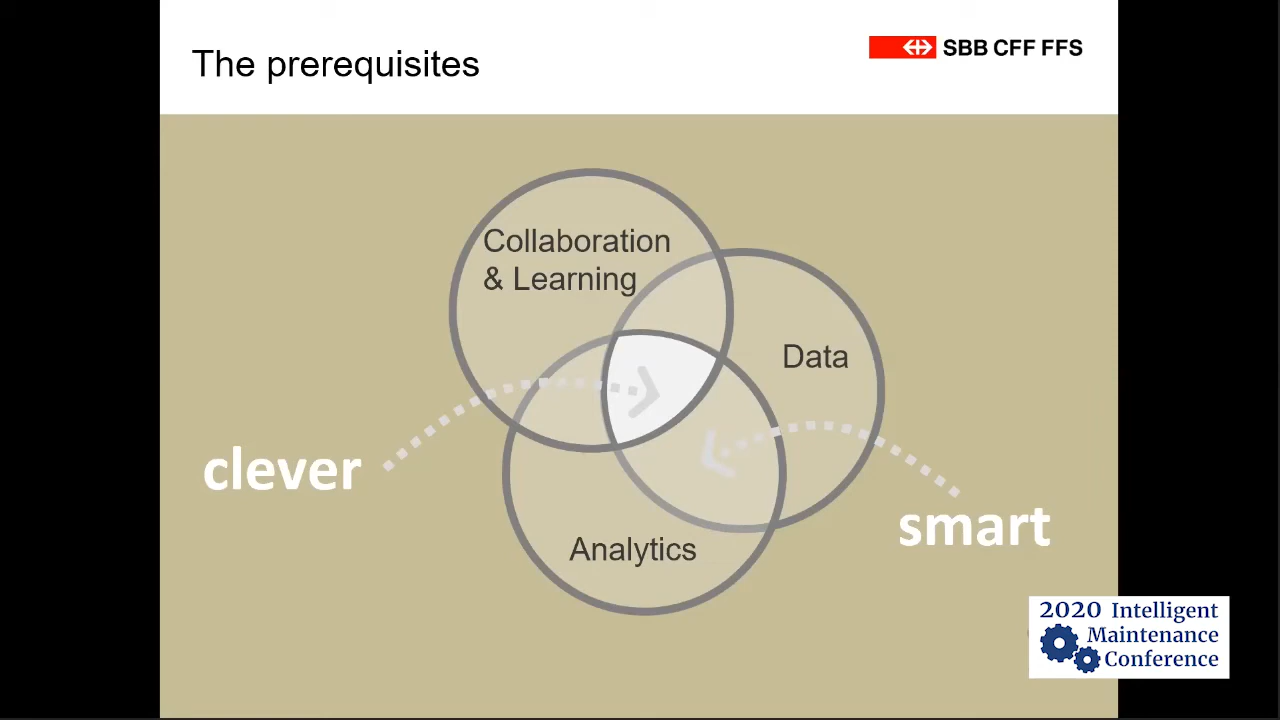 The prerequisites
SBB CFF FFS
Collaboration
& Learning
Data
clever
smart
Analytics
2020 Intelligent
Maintenance
Conference